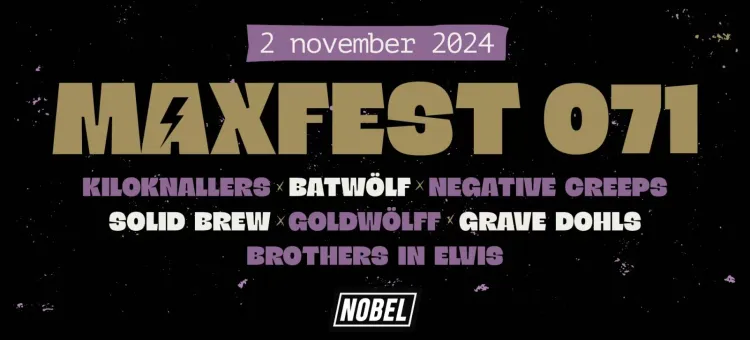 2 november 2024
MAXFEST 071
KILOKNALLERS × BATWÖLF × NEGATIVE CREEPS
SOLID BREW × GOLDWÖLFF × GRAVE DOHLS
BROTHERS IN ELVIS
NOBEL